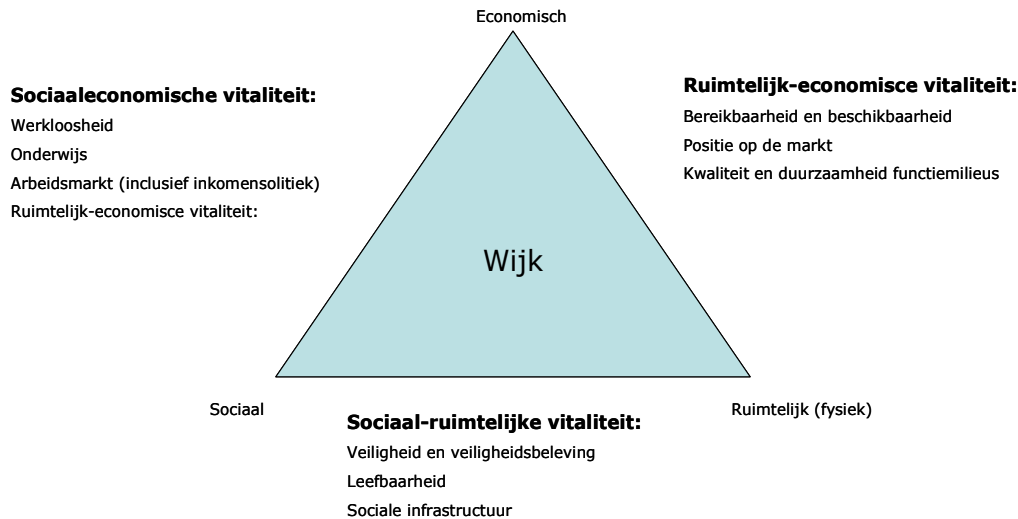 Economisch
Sociaaleconomische vitaliteit:
Werkloosheid
Onderwijs
Arbeidsmarkt (inclusief inkomensolitiek)
Ruimtelijk-economisce vitaliteit:
Ruimtelijk-economisce vitaliteit:
Bereikbaarheid en beschikbaarheid
Positie op de markt
Kwaliteit en duurzaamheid functiemilieus
Wijk
Sociaal
Ruimtelijk (fysiek)
Sociaal-ruimtelijke vitaliteit:
Veiligheid en veiligheidsbeleving
Leefbaarheid
Sociale infrastructuur